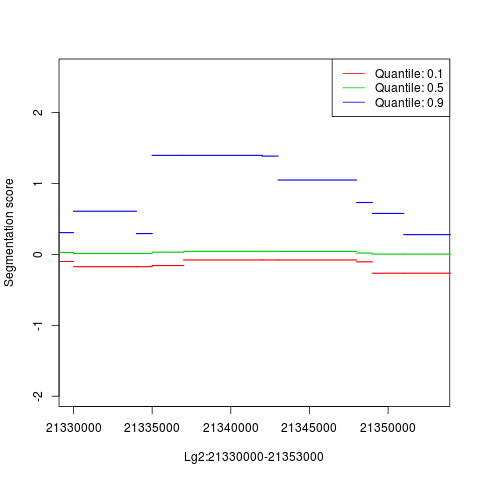 Quantile: 0.1
Quantile: 0.5
Quantile: 0.9
Segmentation score
2
1
0
-1
-2
21330000 21335000 21340000 21345000 21350000
Lg2:21330000-21353000